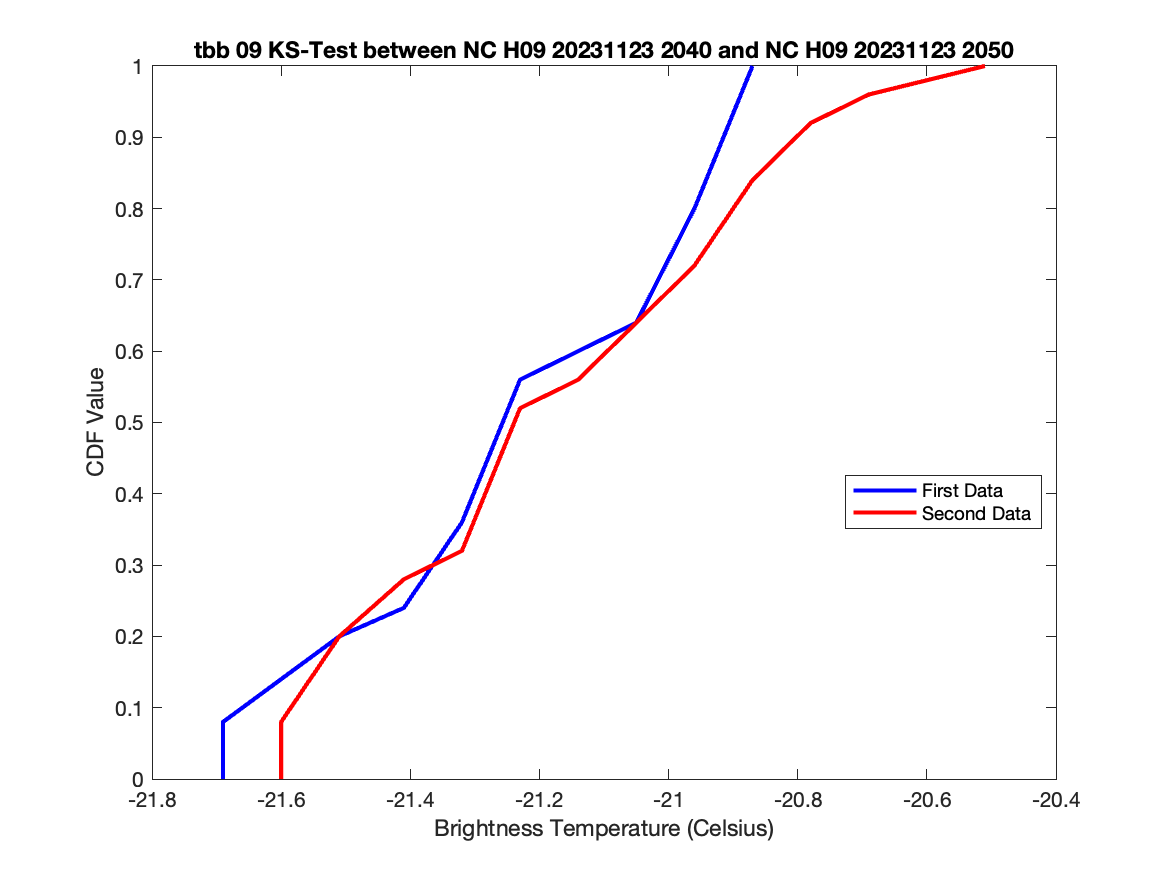 tbb 09 KS-Test between NC H09 20231123 2040 and NC H09 20231123 2050
1
0.9
0.8
0.7
0.6
0.5
0.4
0.3
0.2
0.1
0
CDF Value
First Data
Second Data
-21.8 -21.6 -21.4 -21.2 -21 -20.8 -20.6 -20.4
Brightness Temperature (Celsius)